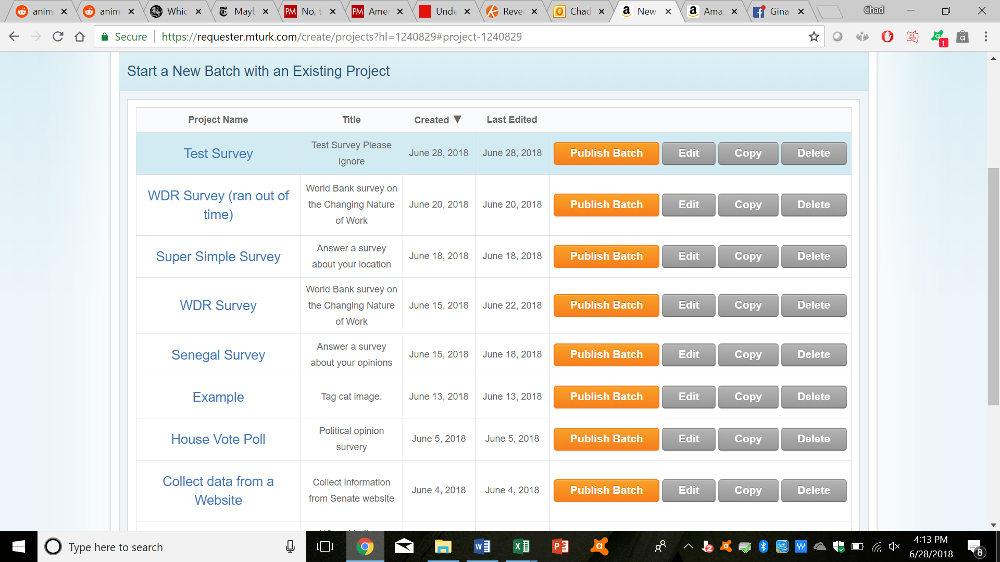 anim
anim
Whic
Mayb
PM No, t
PM Amer
Unde
Reve
Chad
New
Ama
Gina
Chad
Secure
https://requester.mturk.com/create/projects?hl=1240829#project-1240829
1
Start a New Batch with an Existing Project
Project Name Title Created ▼ Last Edited
Test Survey
Test Survey Please
Ignore
June 28, 2018 June 28, 2018 Publish Batch Edit Copy Delete
WDR Survey (ran out of
time)
World Bank survey on
the Changing Nature
of Work
June 20, 2018 June 20, 2018 Publish Batch Edit Copy Delete
Super Simple Survey
Answer a survey
about your location
June 18, 2018 June 18, 2018 Publish Batch Edit Copy Delete
WDR Survey
World Bank survey on
the Changing Nature
of Work
June 15, 2018 June 22, 2018 Publish Batch Edit Copy Delete
Senegal Survey
Answer a survey
about your opinions
June 15, 2018 June 18, 2018 Publish Batch Edit Copy Delete
Example
Tag cat image.
June 13, 2018 June 13, 2018 Publish Batch Edit Copy Delete
House Vote Poll
Political opinion
survery
June 5, 2018 June 5, 2018 Publish Batch Edit Copy Delete
Collect data from a
Website
Collect information
from Senate website
June 4, 2018 June 4, 2018 Publish Batch Edit Copy Delete
Type here to search
2
4:13 PM
6/28/2018
8